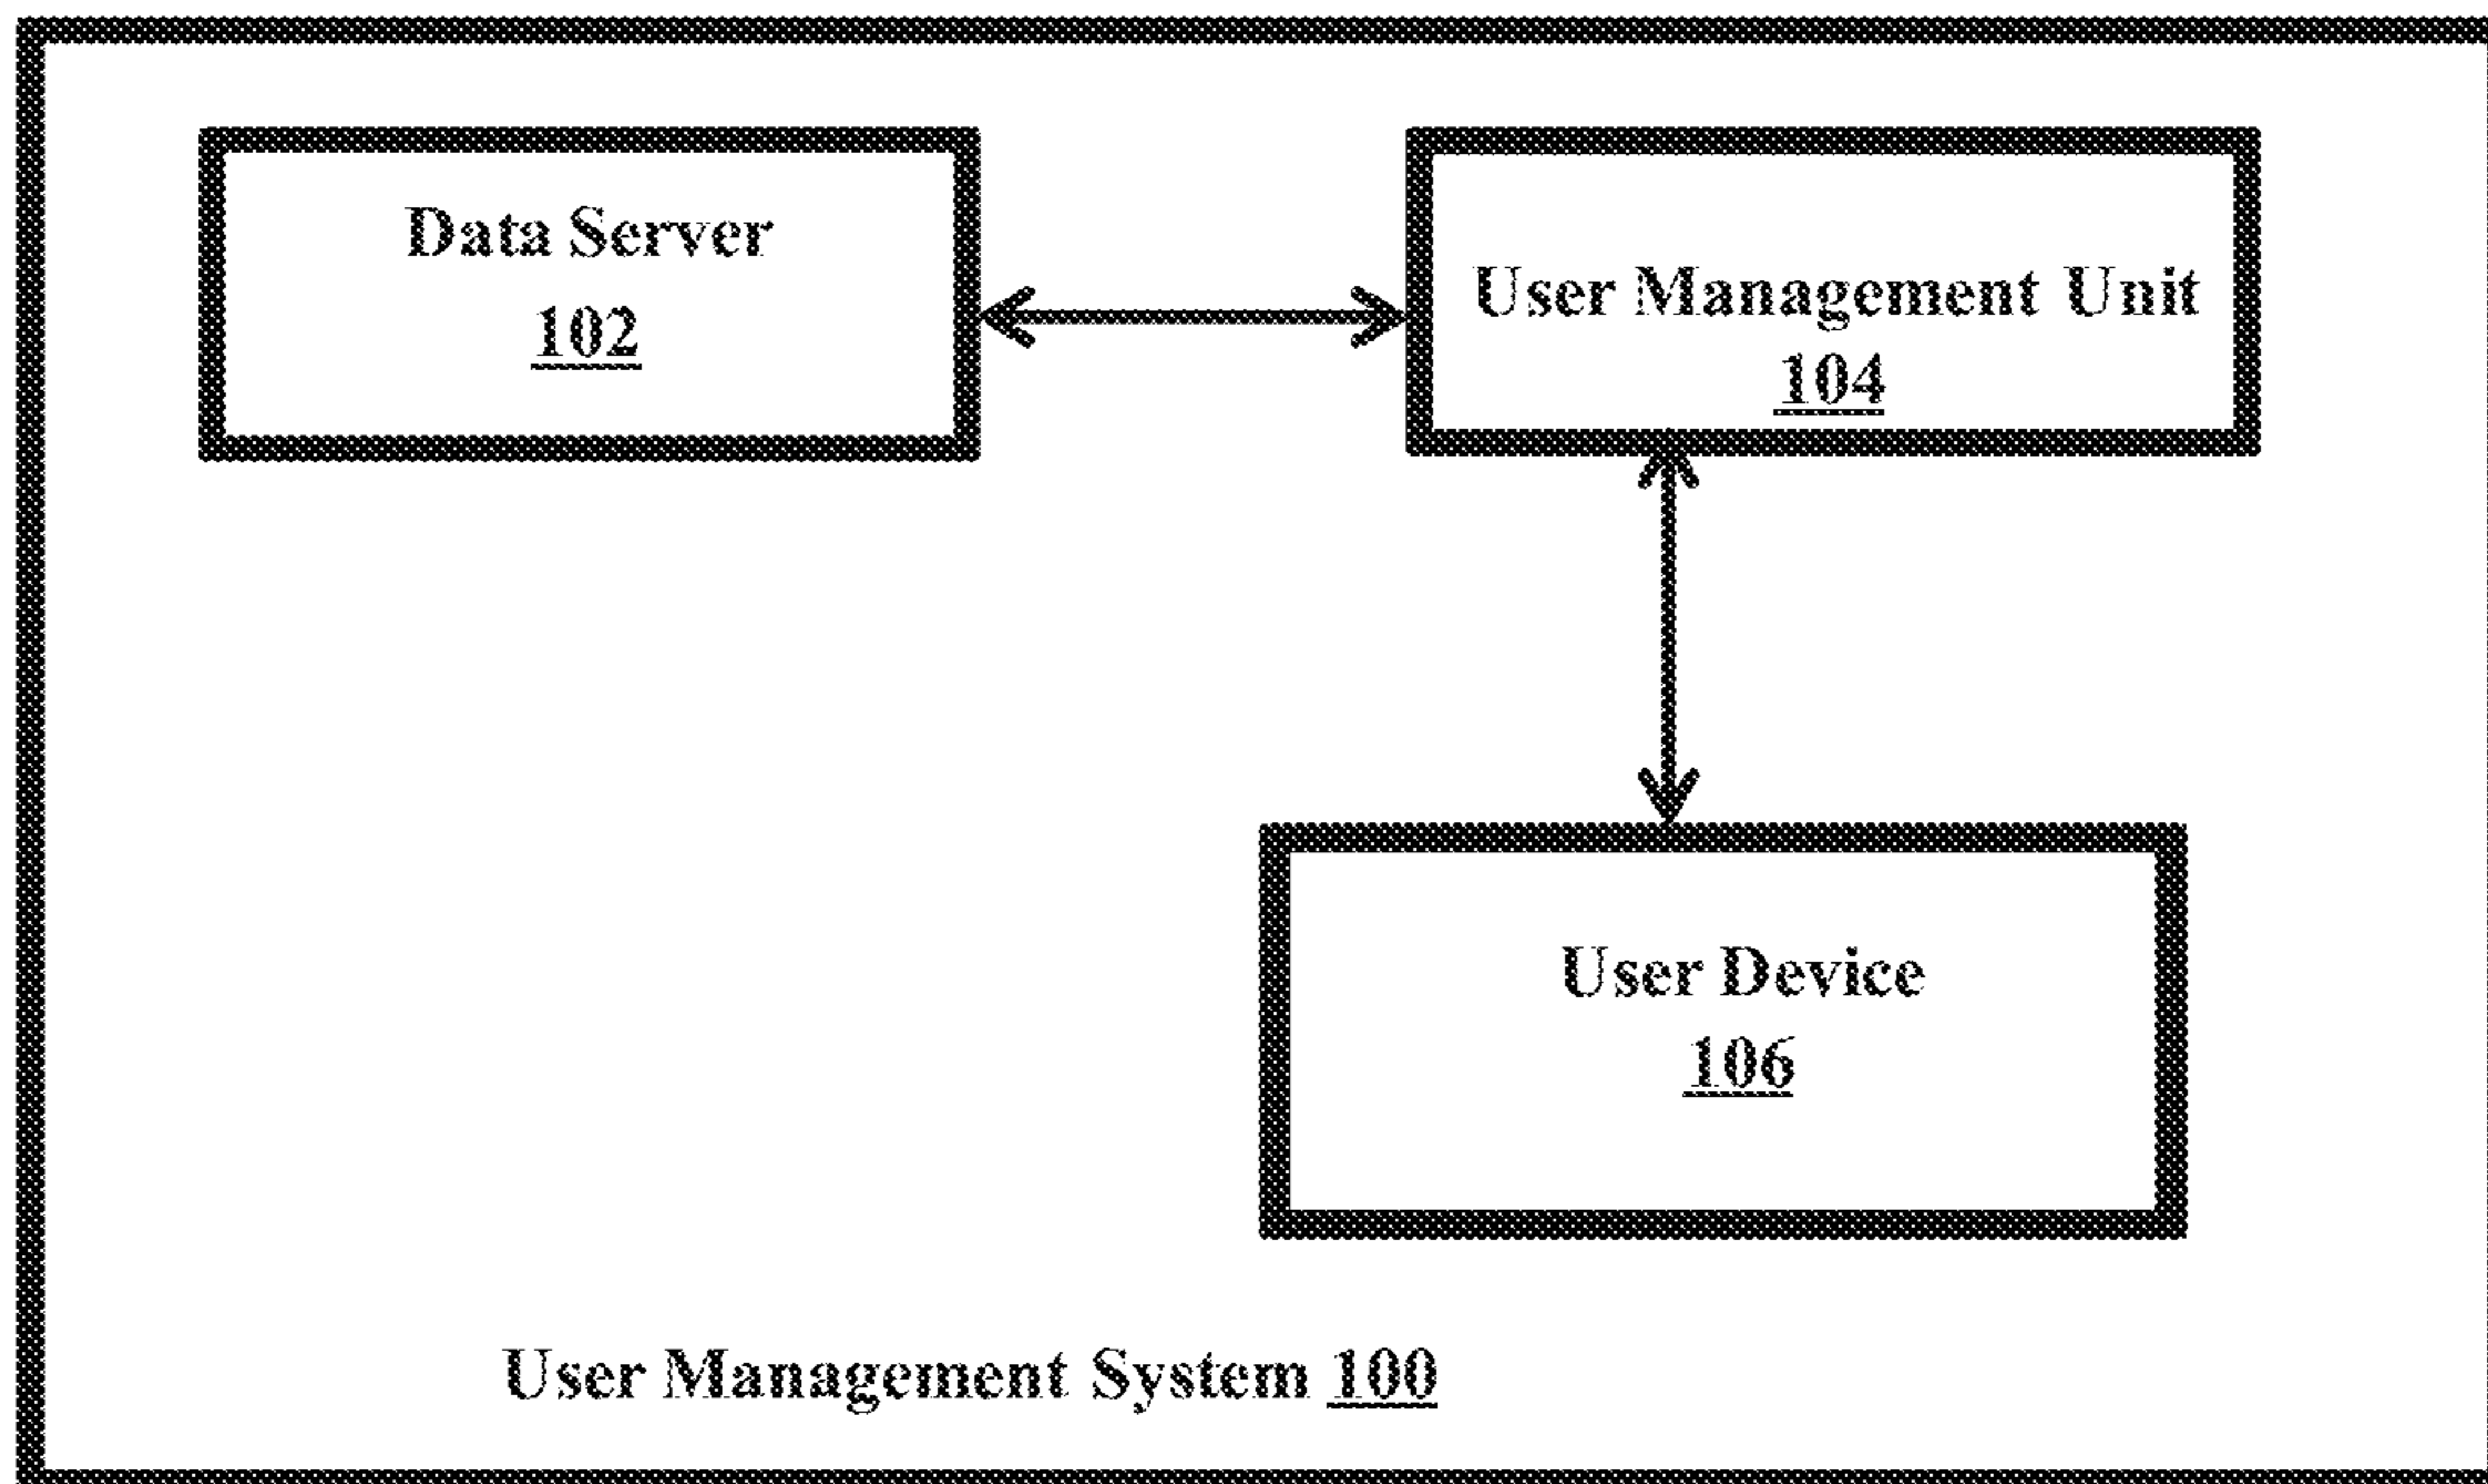 Data Server
102
User Management Unit
104
User Device
106
User Management System 100